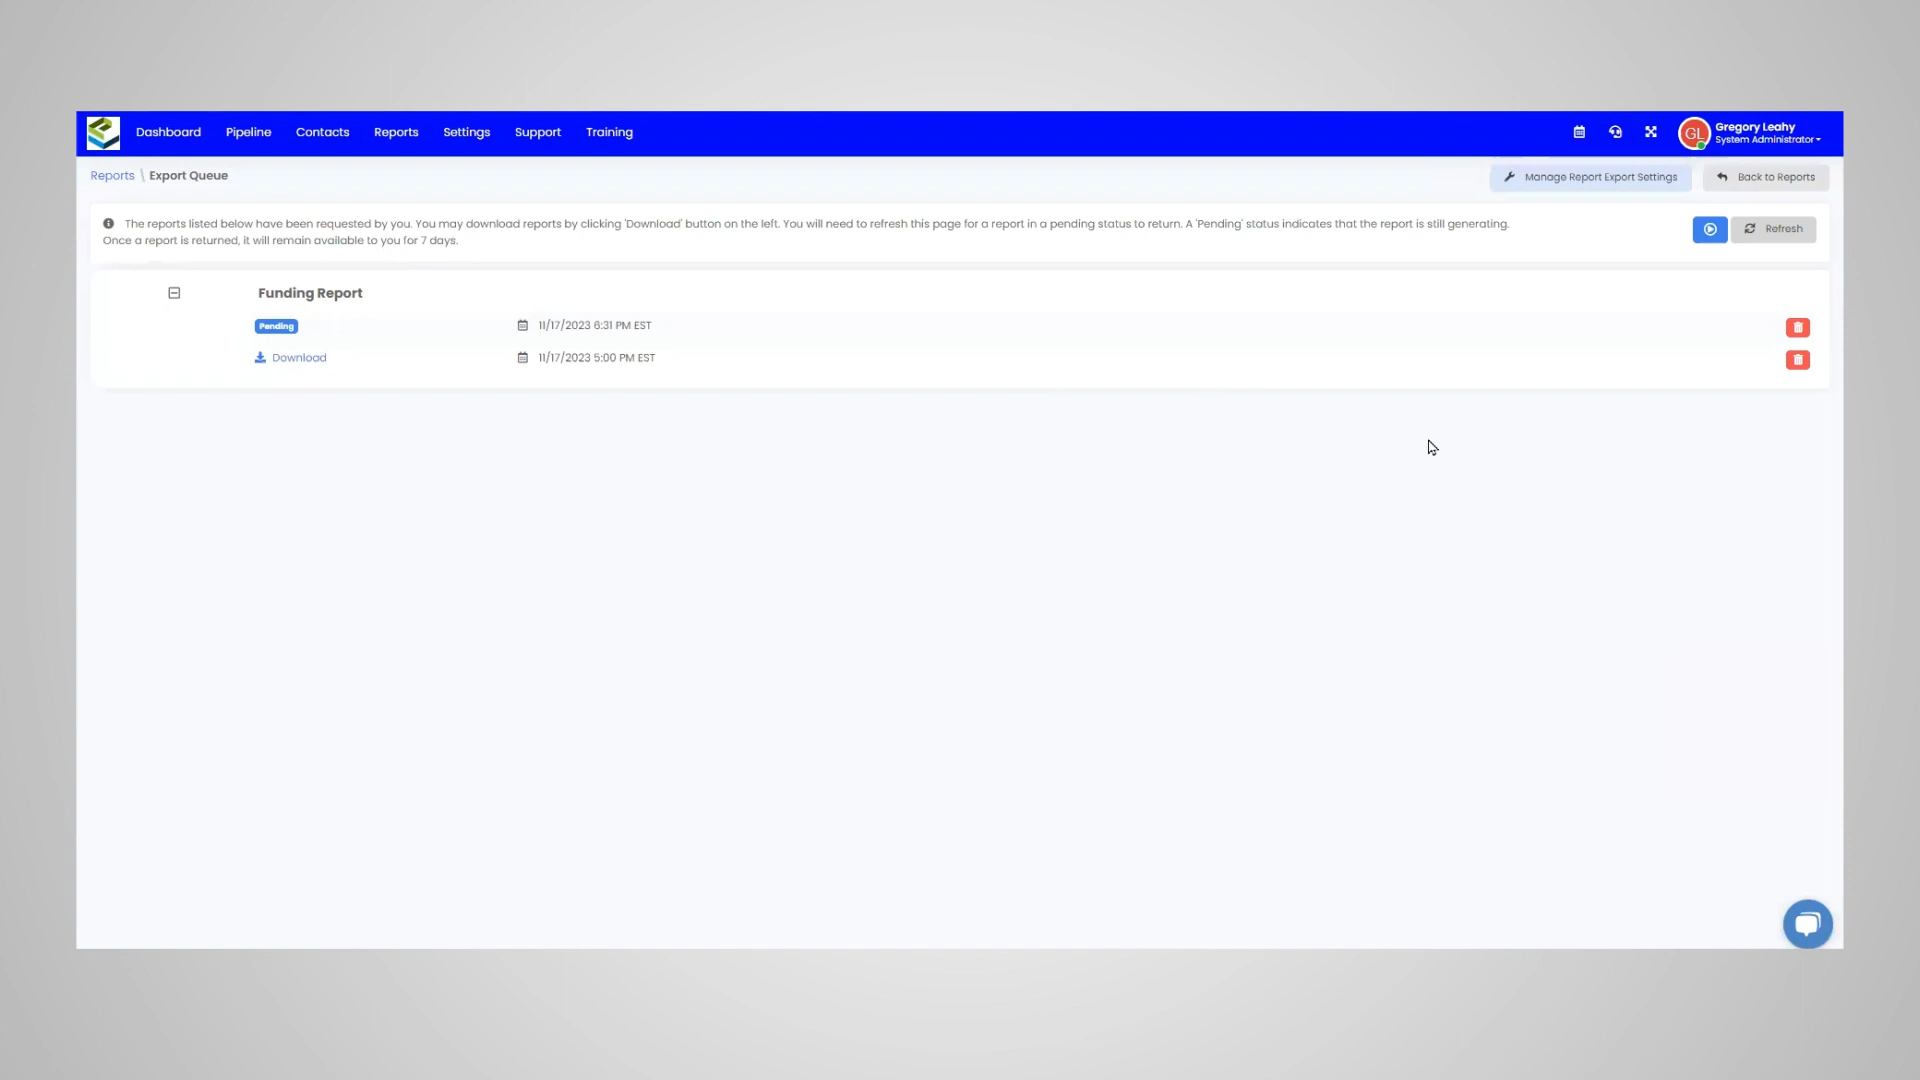 Dashboard Pipeline Contacts Reports Settings Support Training
GL Gregory Leahy
System Administrator
Reports \ Export Queue
Manage Report Export Settings Back to Reports
The reports listed below have been requested by you. You may download reports by clicking 'Download' button on the left. You will need to refresh this page for a report in a pending status to return. A 'Pending' status indicates that the report is still generating.
Once a report is returned, it will remain available to you for 7 days.
Refresh
Funding Report
Pending 11/17/2023 6:31 PM EST
Download 11/17/2023 5:00 PM EST